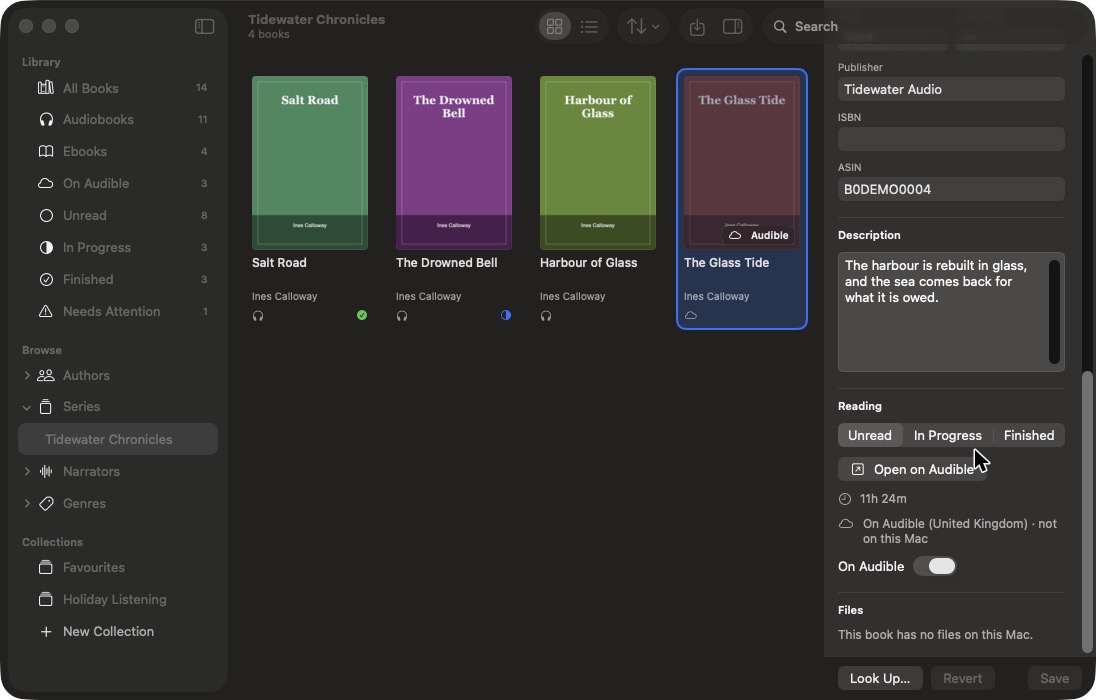 Library
All Books 14
Audiobooks 11
Ebooks 4
On Audible 3
Unread 8
In Progress 3
Finished 3
Needs Attention 1
Browse
Authors
Series
Tidewater Chronicles
Narrators
Genres
Collections
Favourites
Holiday Listening
New Collection
Tidewater Chronicles
4 books
Search
Salt Road
Ines Calloway
Salt Road
Ines Calloway
The Drowned
Bell
Ines Calloway
The Drowned Bell
Ines Calloway
Harbour of
Glass
Ines Calloway
Harbour of Glass
Ines Calloway
The Glass Tide
Ines Calloway
Audible
The Glass Tide
Ines Calloway
Publisher
Tidewater Audio
ISBN
ASIN
B0DEMO0004
Description
The harbour is rebuilt in glass,
and the sea comes back for
what it is owed.
Reading
Unread In Progress Finished
Open on Audible
11h 24m
On Audible (United Kingdom) · not
on this Mac
On Audible
Files
This book has no files on this Mac.
Look Up... Revert Save